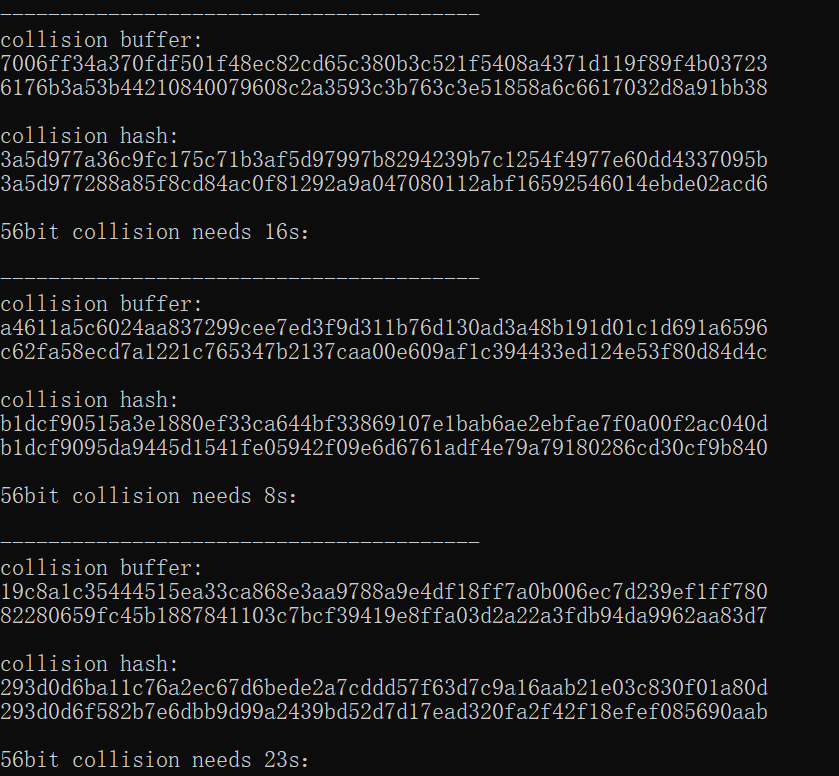 ----------------------------------------
collision buffer:
7006ff34a370fdf501f48ec82cd65c380b3c521f5408a4371d119f89f4b03723
6176b3a53b44210840079608c2a3593c3b763c3e51858a6c6617032d8a91bb38
collision hash:
3a5d977a36c9fc175c71b3af5d97997b8294239b7c1254f4977e60dd4337095b
3a5d977288a85f8cd84ac0f81292a9a047080112abf16592546014ebde02acd6
56bit collision needs 16s:
----------------------------------------
collision buffer:
a4611a5c6024aa837299cee7ed3f9d311b76d130ad3a48b191d01c1d691a6596
c62fa58ecd7a1221c765347b2137caa00e609af1c394433ed124e53f80d84d4c
collision hash:
b1dcf90515a3e1880ef33ca644bf33869107e1bab6ae2ebfae7f0a00f2ac040d
b1dcf9095da9445d1541fe05942f09e6d6761adf4e79a79180286cd30cf9b840
56bit collision needs 8s:
----------------------------------------
collision buffer:
19c8a1c35444515ea33ca868e3aa9788a9e4df18ff7a0b006ec7d239ef1ff780
82280659fc45b1887841103c7bcf39419e8ffa03d2a22a3fdb94da9962aa83d7
collision hash:
293d0d6ba11c76a2ec67d6bede2a7cddd57f63d7c9a16aab21e03c830f01a80d
293d0d6f582b7e6dbb9d99a2439bd52d7d17ead320fa2f42f18efef085690aab
56bit collision needs 23s: